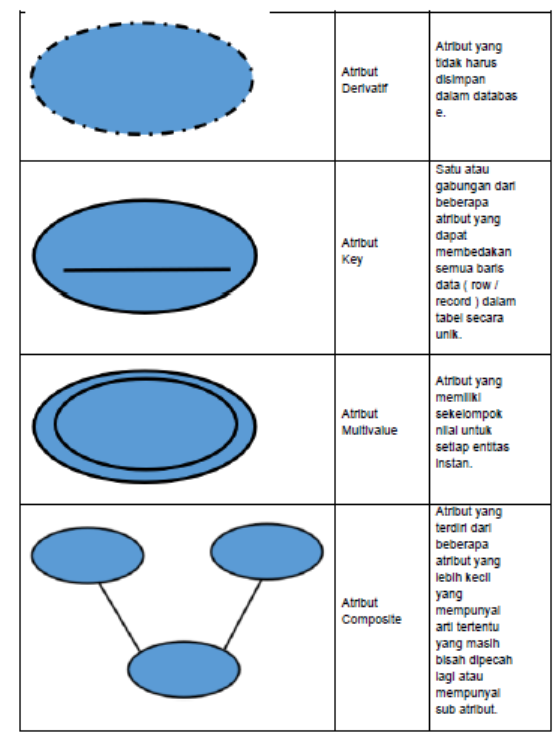 Atribut
Derivatif
Atribut yang
tidak harus
disimpan
dalam databas
e.
Atribut
Key
Satu atau
gabungan dari
beberapa
atribut yang
dapat
membedakan
semua baris
data ( row /
record ) dalam
tabel secara
unik.
Atribut
Multivalue
Atribut yang
memiliki
sekelompok
nilai untuk
setiap entitas
instan.
Atribut
Composite
Atribut yang
terdiri dari
beberapa
atribut yang
lebih kecil
yang
mempunyai
arti tertentu
yang masih
bisah dipecah
lagi atau
mempunyai
sub atribut.